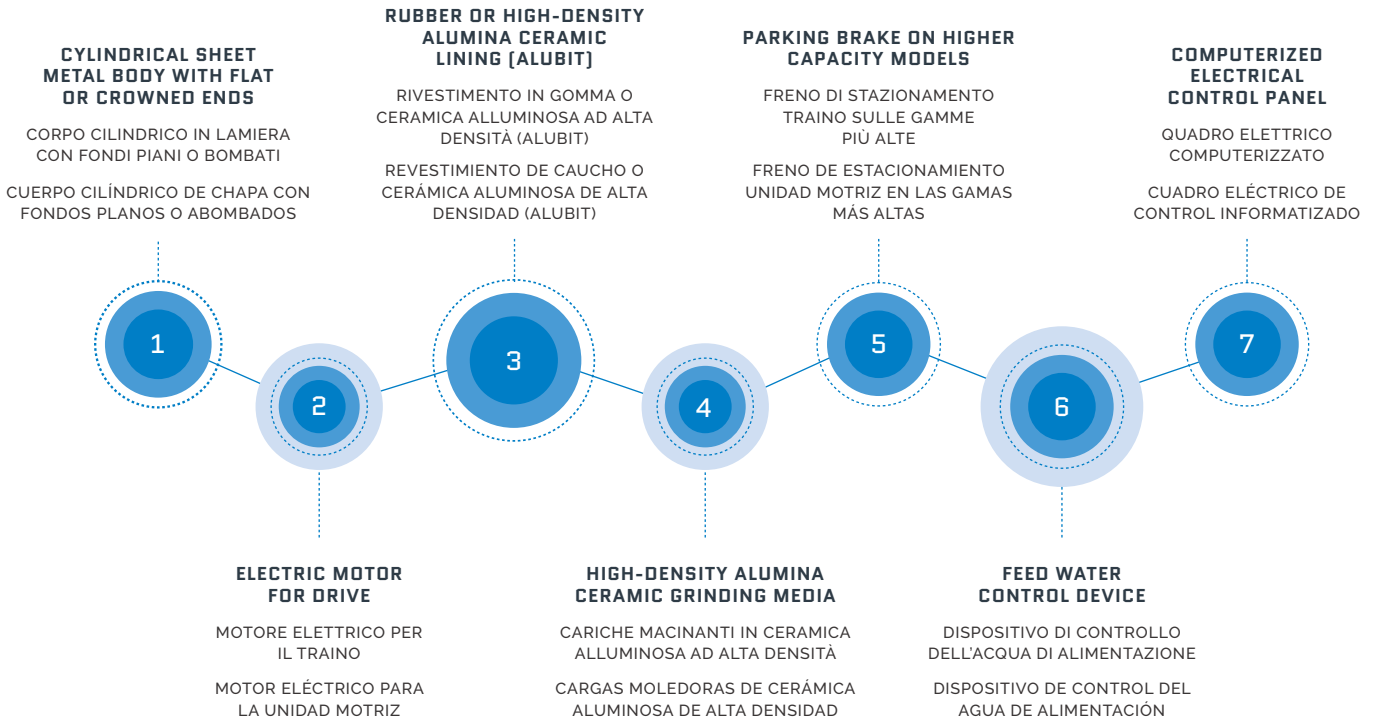 CYLINDRICAL SHEET
METAL BODY WITH FLAT
OR CROWNED ENDS
CORPO CILINDRICO IN LAMIERA
CON FONDI PIANI O BOMBATI
CUERPO CILÍNDRICO DE CHAPA CON
FONDOS PLANOS O ABOMBADOS
1
ELECTRIC MOTOR
FOR DRIVE
MOTORE ELETTRICO PER
IL TRAINO
MOTOR ELÉCTRICO PARA
LA UNIDAD MOTRIZ
2
RUBBER OR HIGH-DENSITY
ALUMINA CERAMIC
LINING (ALUBIT)
RIVESTIMENTO IN GOMMA O
CERAMICA ALLUMINOSA AD ALTA
DENSITÀ (ALUBIT)
REVESTIMIENTO DE CAUCHO O
CERÁMICA ALUMINOSA DE ALTA
DENSIDAD (ALUBIT)
3
HIGH-DENSITY ALUMINA
CERAMIC GRINDING MEDIA
CARICHE MACINANTI IN CERAMICA
ALLUMINOSA AD ALTA DENSITÀ
CARGAS MOLEDORAS DE CERÁMICA
ALUMINOSA DE ALTA DENSIDAD
4
PARKING BRAKE ON HIGHER
CAPACITY MODELS
FRENO DI STAZIONAMENTO
TRAINO SULLE GAMME
PIÙ ALTE
FRENO DE ESTACIONAMIENTO
UNIDAD MOTRIZ EN LAS GAMAS
MÁS ALTAS
5
FEED WATER
CONTROL DEVICE
DISPOSITIVO DI CONTROLLO
DELL'ACQUA DI ALIMENTAZIONE
DISPOSITIVO DE CONTROL DEL
AGUA DE ALIMENTACIÓN
6
COMPUTERIZED
ELECTRICAL
CONTROL PANEL
QUADRO ELETTRICO
COMPUTERIZZATO
CUADRO ELÉCTRICO DE
CONTROL INFORMATIZADO
7